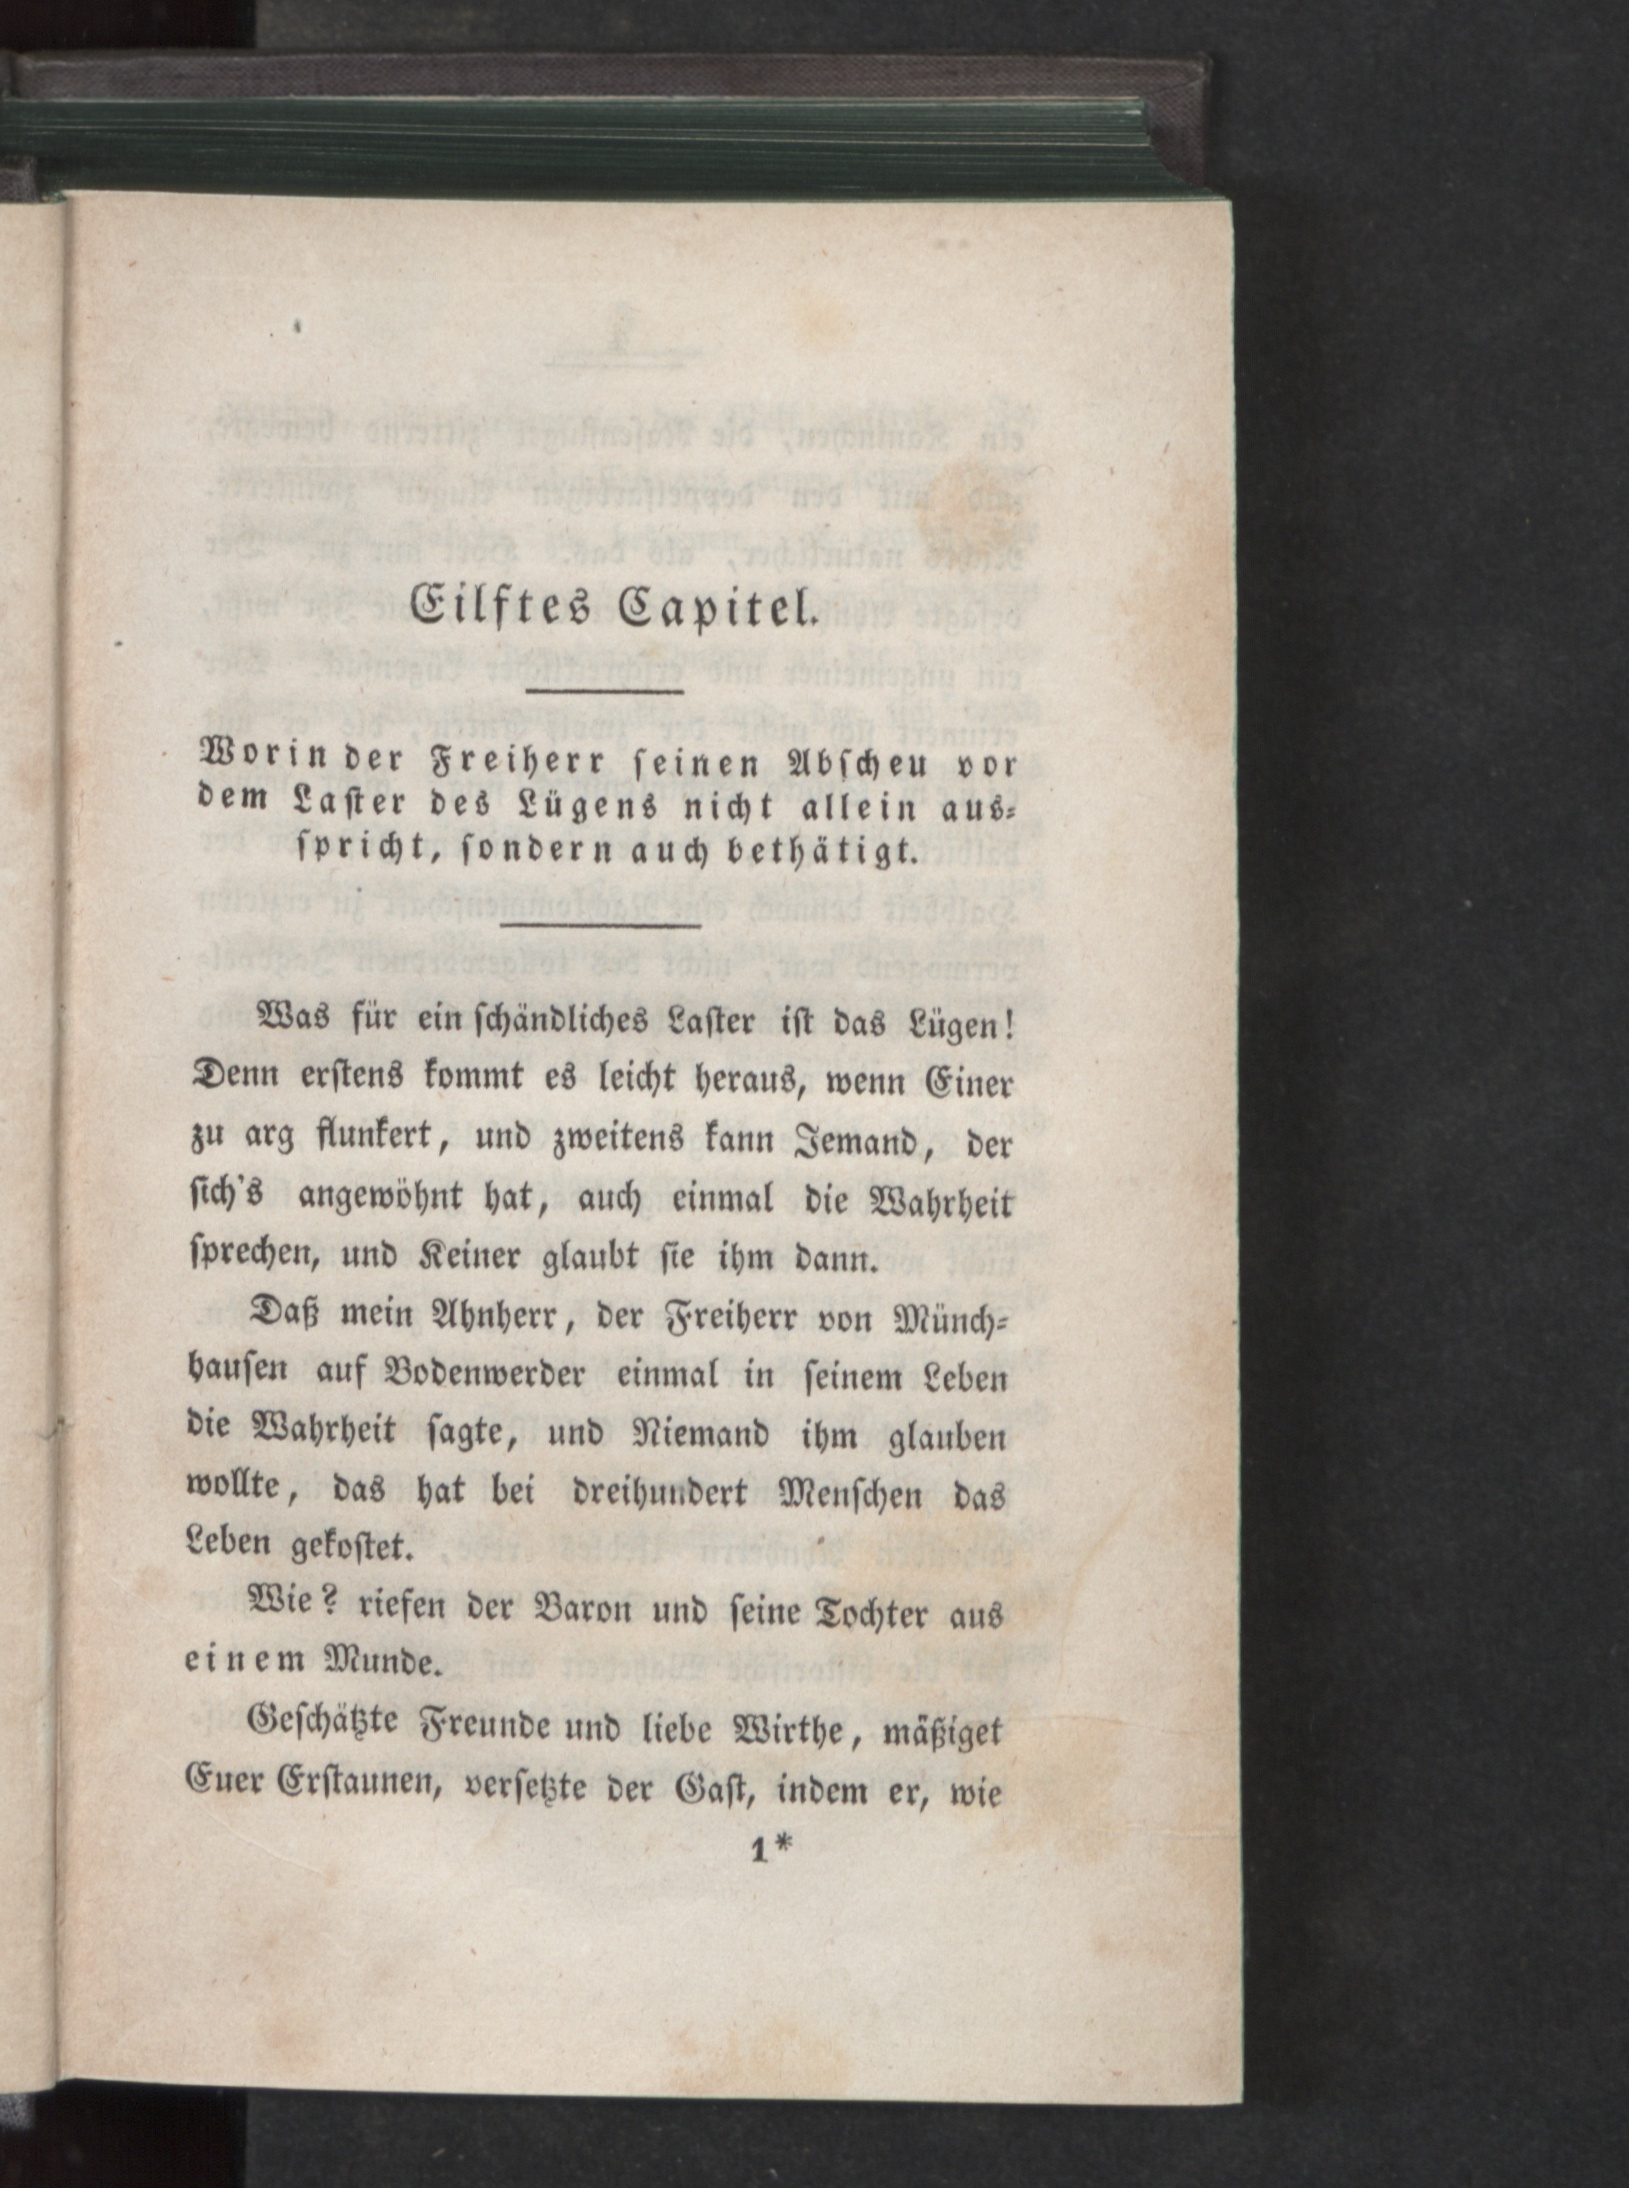 Eilftes Capitel.
Worin der Freiherr ſeinen Abſcheu vor
dem Laſter des Lügens nicht allein aus-
ſpricht, ſondern auch bethätigt.
Was für ein ſchändliches Laſter iſt das Lügen!
Denn erſtens kommt es leicht heraus, wenn Einer
zu arg flunkert, und zweitens kann Jemand, der
ſich's angewöhnt hat, auch einmal die Wahrheit
ſprechen, und Keiner glaubt ſie ihm dann.
Daß mein Ahnherr, der Freiherr von Münch-
hauſen auf Bodenwerder einmal in ſeinem Leben
die Wahrheit ſagte, und Niemand ihm glauben
wollte, das hat bei dreihundert Menſchen das
Leben gekoſtet.
Wie? riefen der Baron und ſeine Tochter aus
einem Munde.
Geſchätzte Freunde und liebe Wirthe, mäßiget
Euer Erſtaunen, verſetzte der Gaſt, indem er, wie
1*